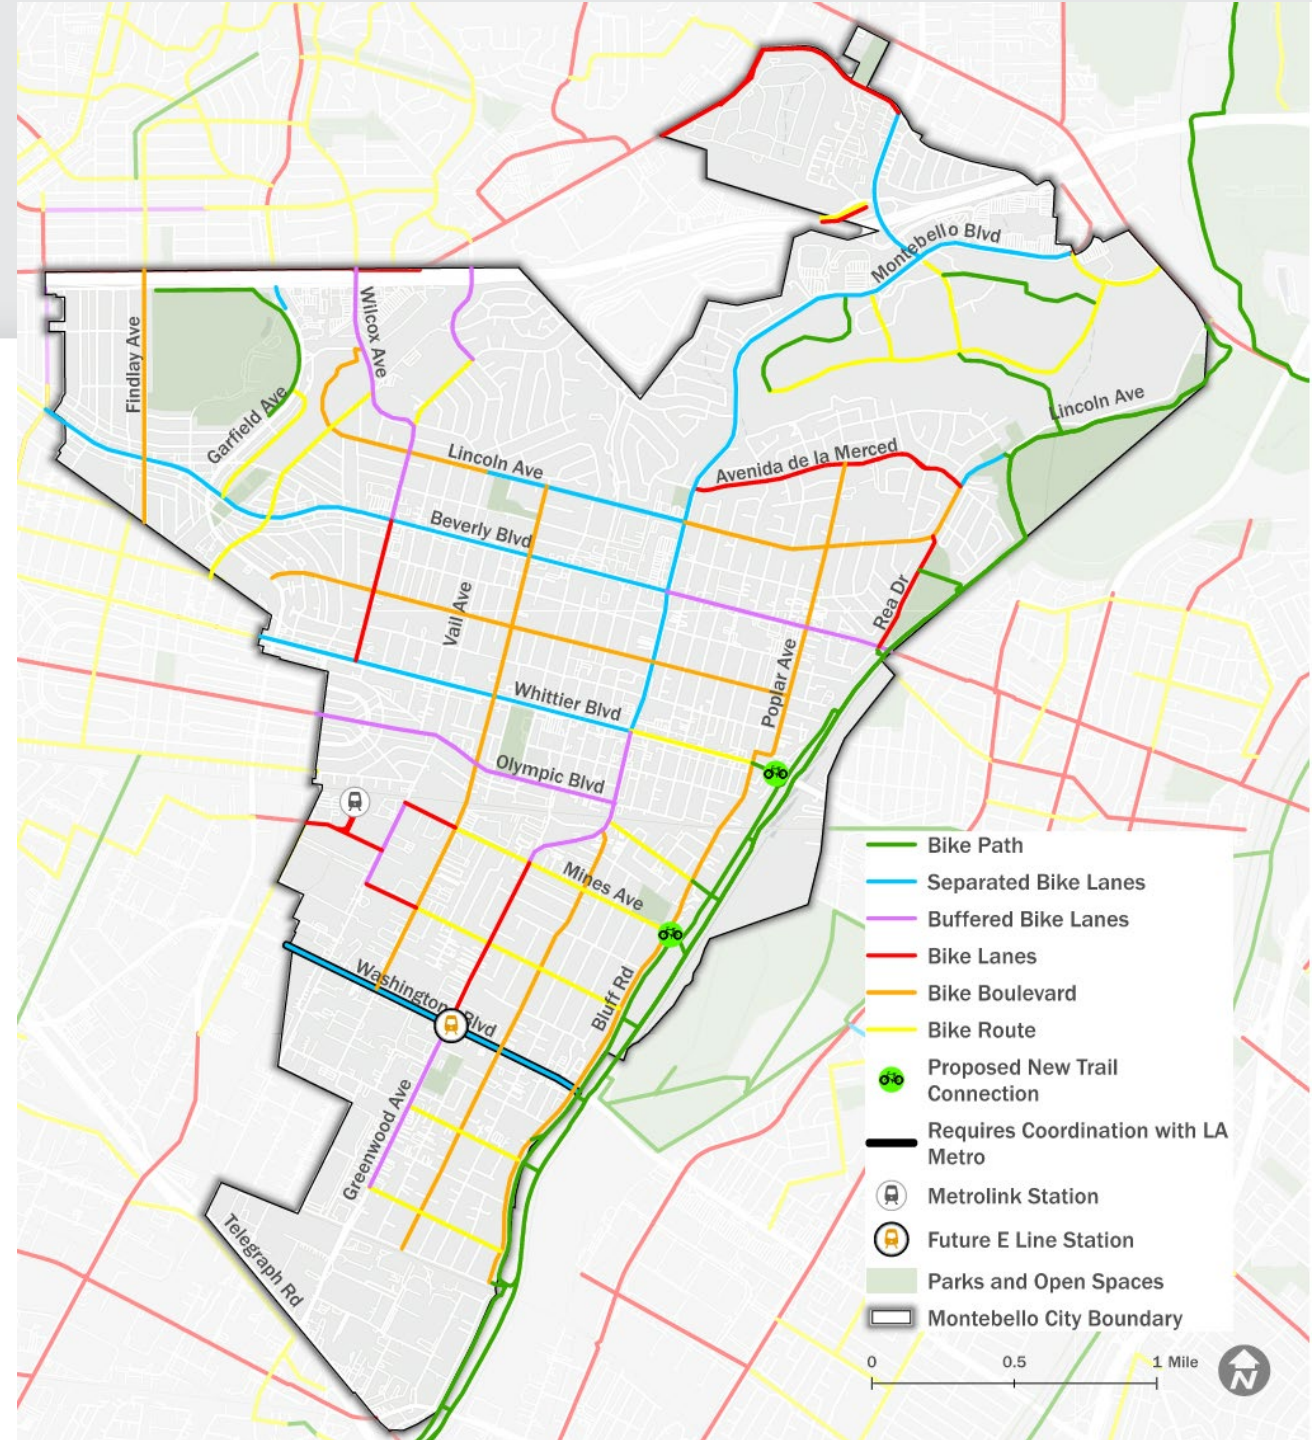 Montebello Blvd
Wilcox Ave
Findlay Ave
Garfield Ave
Lincoln Ave
Lincoln Ave
Avenida de la Merced
Beverly Blvd
Rea Dr
Vail Ave
Poplar Ave
Whittier Blvd
Olympic Blvd
Mines Ave
Washington Blvd
Bluff Rd
Greenwood Ave
Telegraph Rd
Bike Path
Separated Bike Lanes
Buffered Bike Lanes
Bike Lanes
Bike Boulevard
Bike Route
Proposed New Trail
Connection
Requires Coordination with LA
Metro
Metrolink Station
Future E Line Station
Parks and Open Spaces
Montebello City Boundary
0 0.5 1 Mile
N